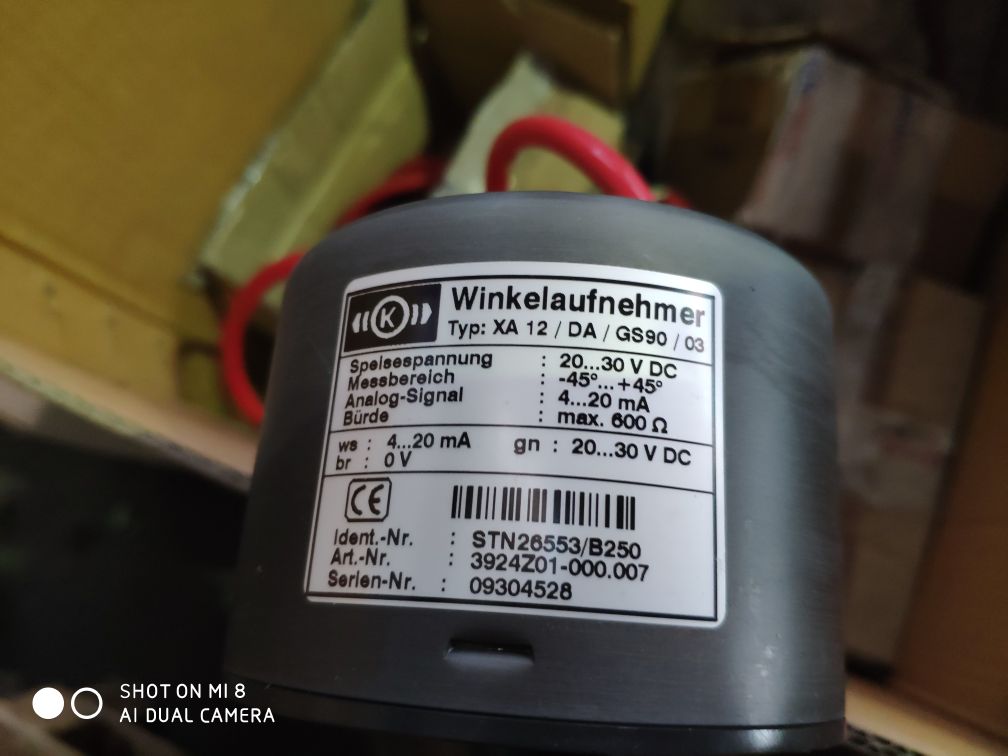 K
Winkelaufnehmer
Typ: XA 12 / DA / GS90 / 03
Speisespannung : 20...30 V DC
Messbereich : -45°...+45°
Analog-Signal : 4...20 mA
Bürde : max. 600 Ω
ws : 4...20 mA gn : 20...30 V DC
br : 0 V
CE
Ident.-Nr. : STN26553/B250
Art.-Nr. : 3924Z01-000.007
Serien-Nr. : 09304528
SHOT ON MI 8
AI DUAL CAMERA